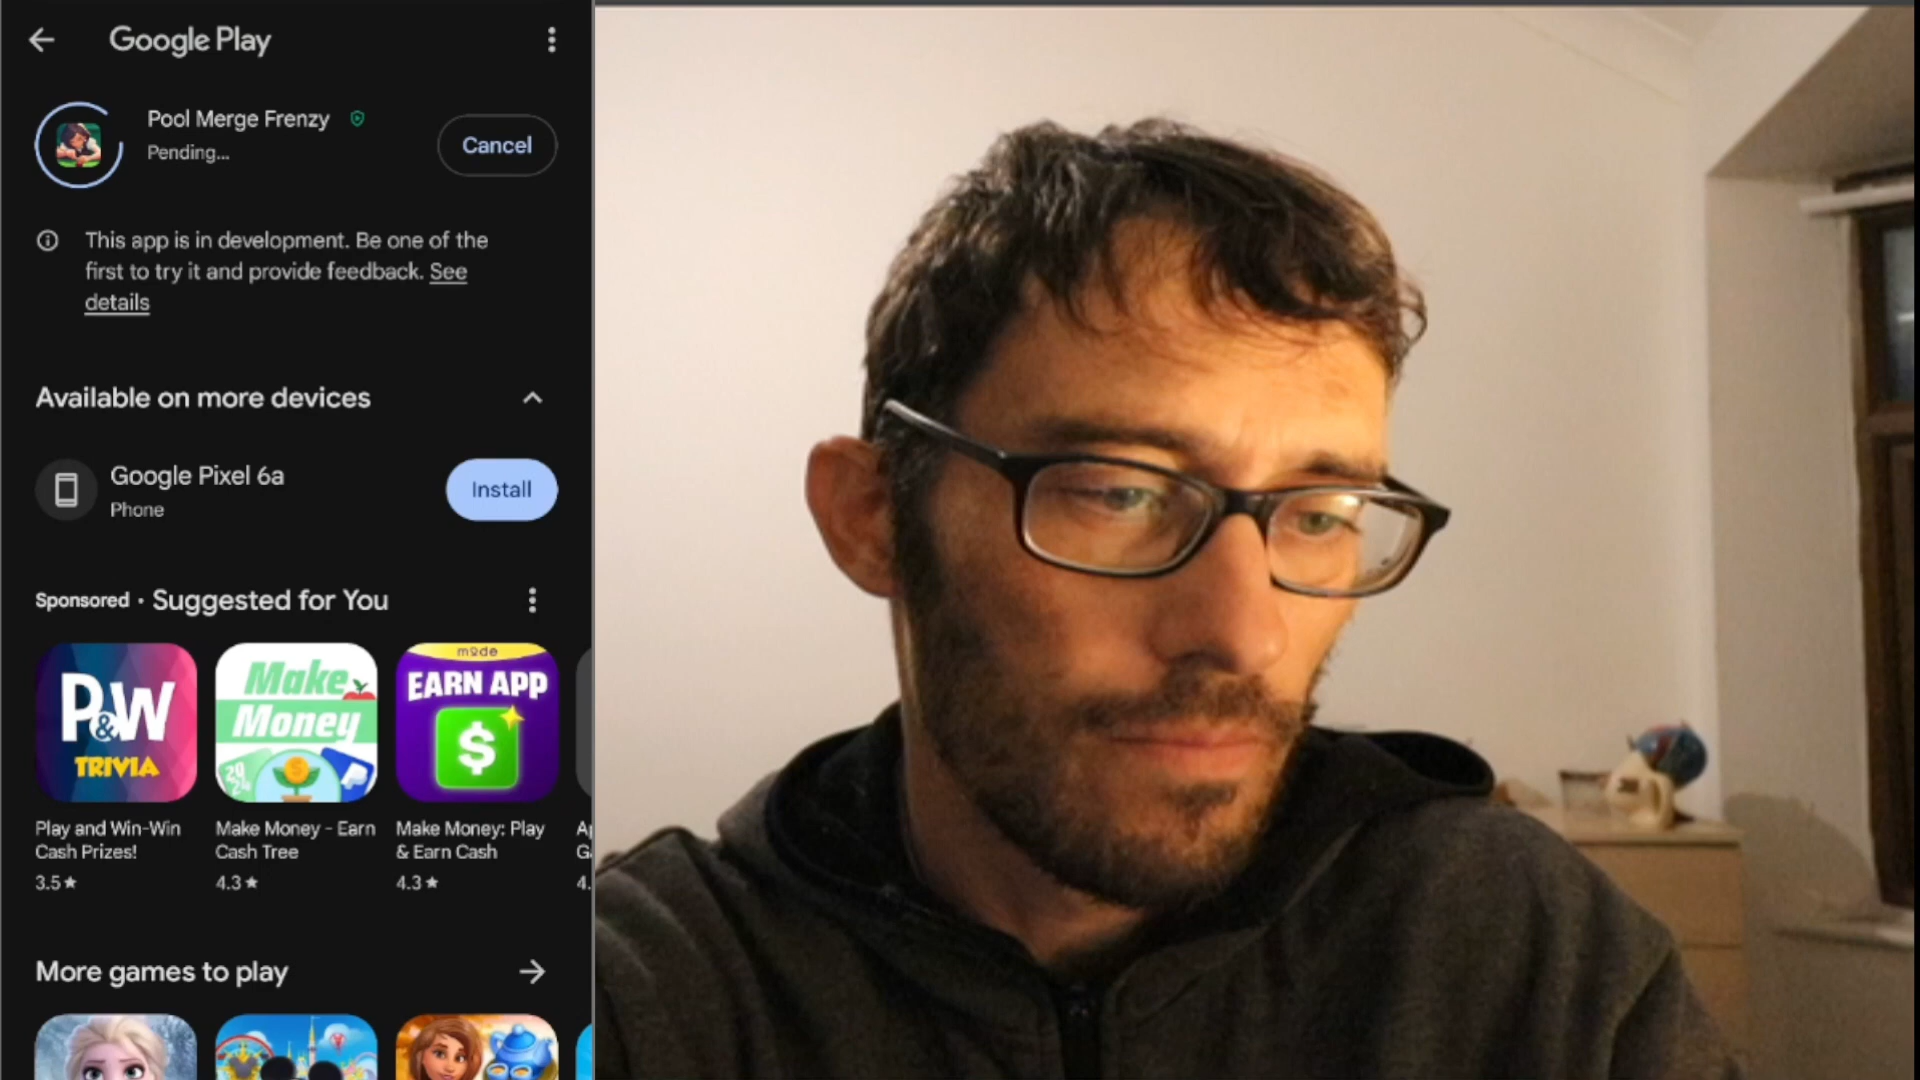 Google Play
Pool Merge Frenzy
Pending...
Cancel
This app is in development. Be one of the
first to try it and provide feedback. See
details
Available on more devices
Google Pixel 6a
Phone
Install
Sponsored · Suggested for You
P&W
TRIVIA
Make
Money
mode
EARN APP
$
Play and Win-Win
Cash Prizes!
3.5★
Make Money - Earn
Cash Tree
4.3★
Make Money: Play
& Earn Cash
4.3★
More games to play